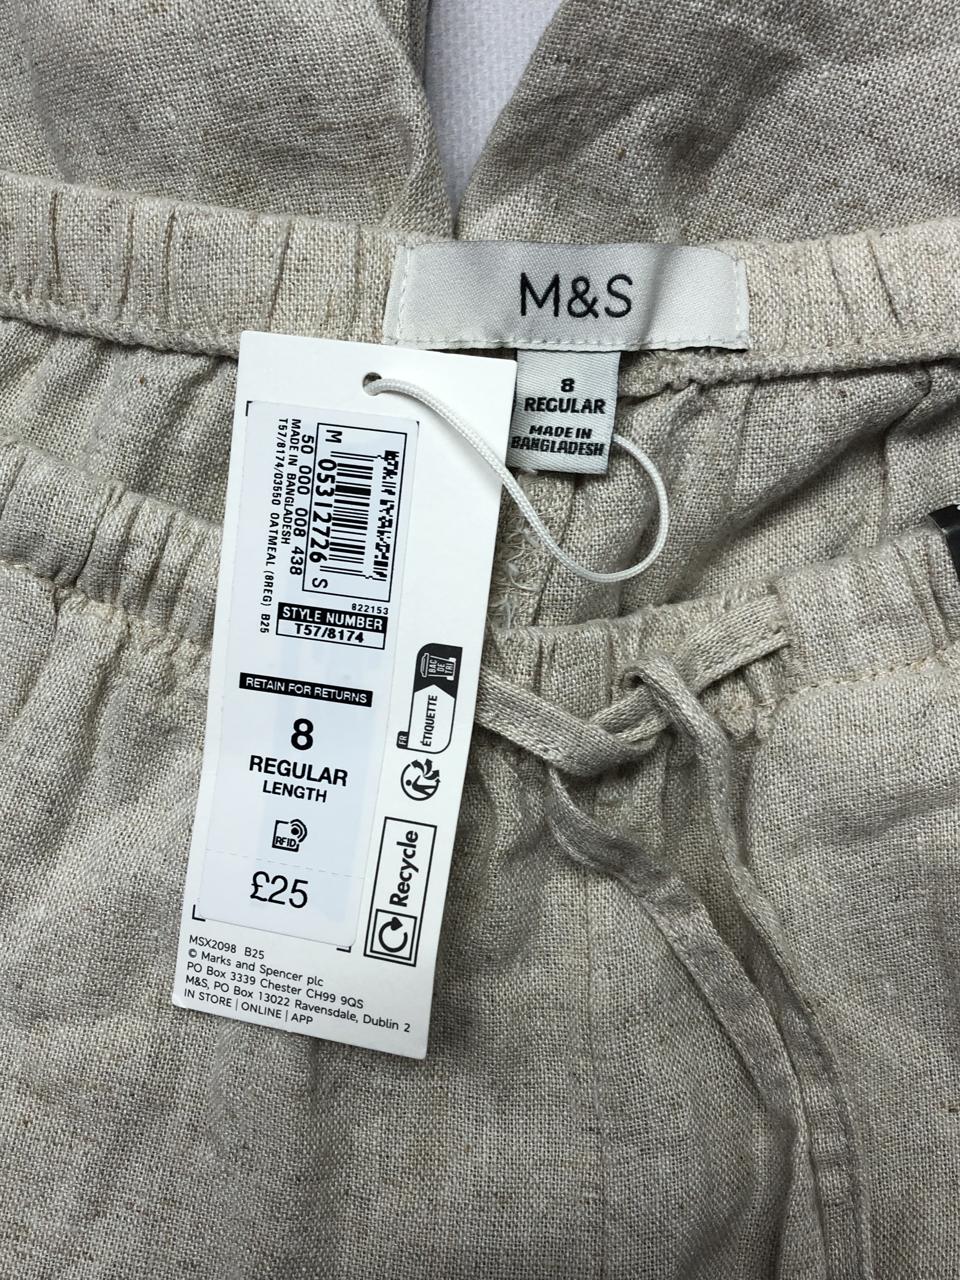 M&S
8
REGULAR
MADE IN
BANGLADESH
M 05312726 S
50 000 008 438
MADE IN BANGLADESH
T57/8174/03550 OATMEAL (8REG) B25
822153
STYLE NUMBER
T57/8174
RETAIN FOR RETURNS
8
REGULAR
LENGTH
RFID
£25
BAC
DE
TRI
FR
ÉTIQUETTE
Recycle
MSX2098 B25
© Marks and Spencer plc
PO Box 3339 Chester CH99 9QS
M&S, PO Box 13022 Ravensdale, Dublin 2
IN STORE | ONLINE | APP